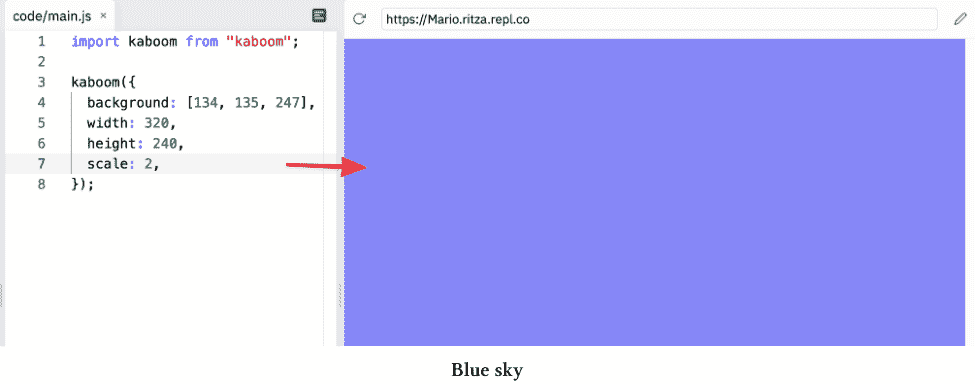 code/main.js ×
https://Mario.ritza.repl.co
1 import kaboom from "kaboom";
2
3 kaboom({
4 background: [134, 135, 247],
5 width: 320,
6 height: 240,
7 scale: 2,
8 });
Blue sky